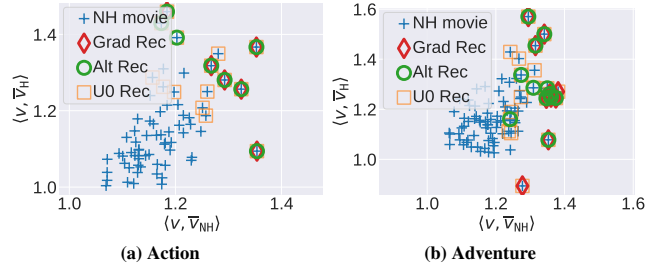 ⟨v, v̅_H⟩
1.4
1.2
1.0
NH movie
Grad Rec
Alt Rec
U0 Rec
1.0 1.2 1.4
⟨v, v̅_NH⟩
(a) Action
⟨v, v̅_H⟩
1.6
1.4
1.2
1.0
NH movie
Grad Rec
Alt Rec
U0 Rec
1.0 1.2 1.4 1.6
⟨v, v̅_NH⟩
(b) Adventure